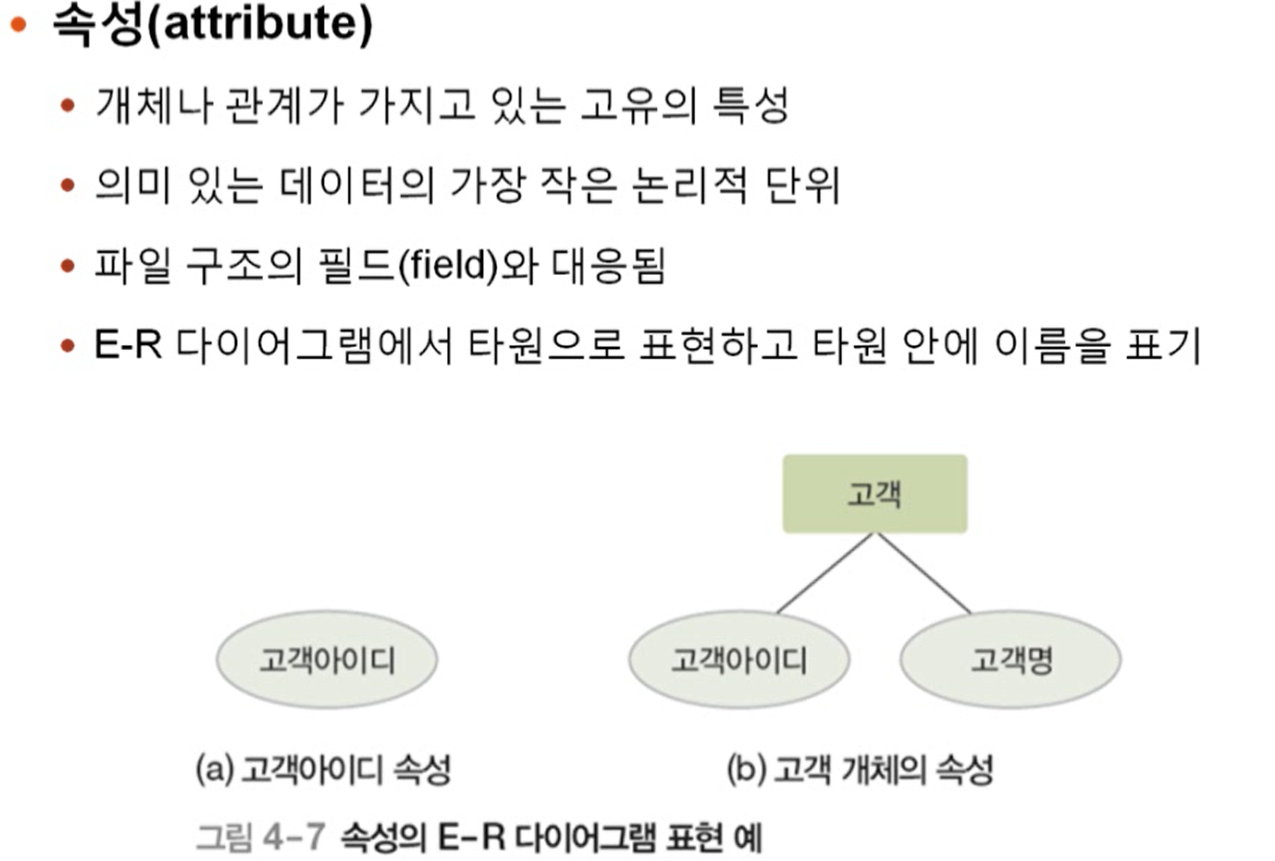 • 속성(attribute)
• 개체나 관계가 가지고 있는 고유의 특성
• 의미 있는 데이터의 가장 작은 논리적 단위
• 파일 구조의 필드(field)와 대응됨
• E-R 다이어그램에서 타원으로 표현하고 타원 안에 이름을 표기
고객
고객아이디
고객아이디
고객명
(a) 고객아이디 속성
(b) 고객 개체의 속성
그림 4-7 속성의 E-R 다이어그램 표현 예